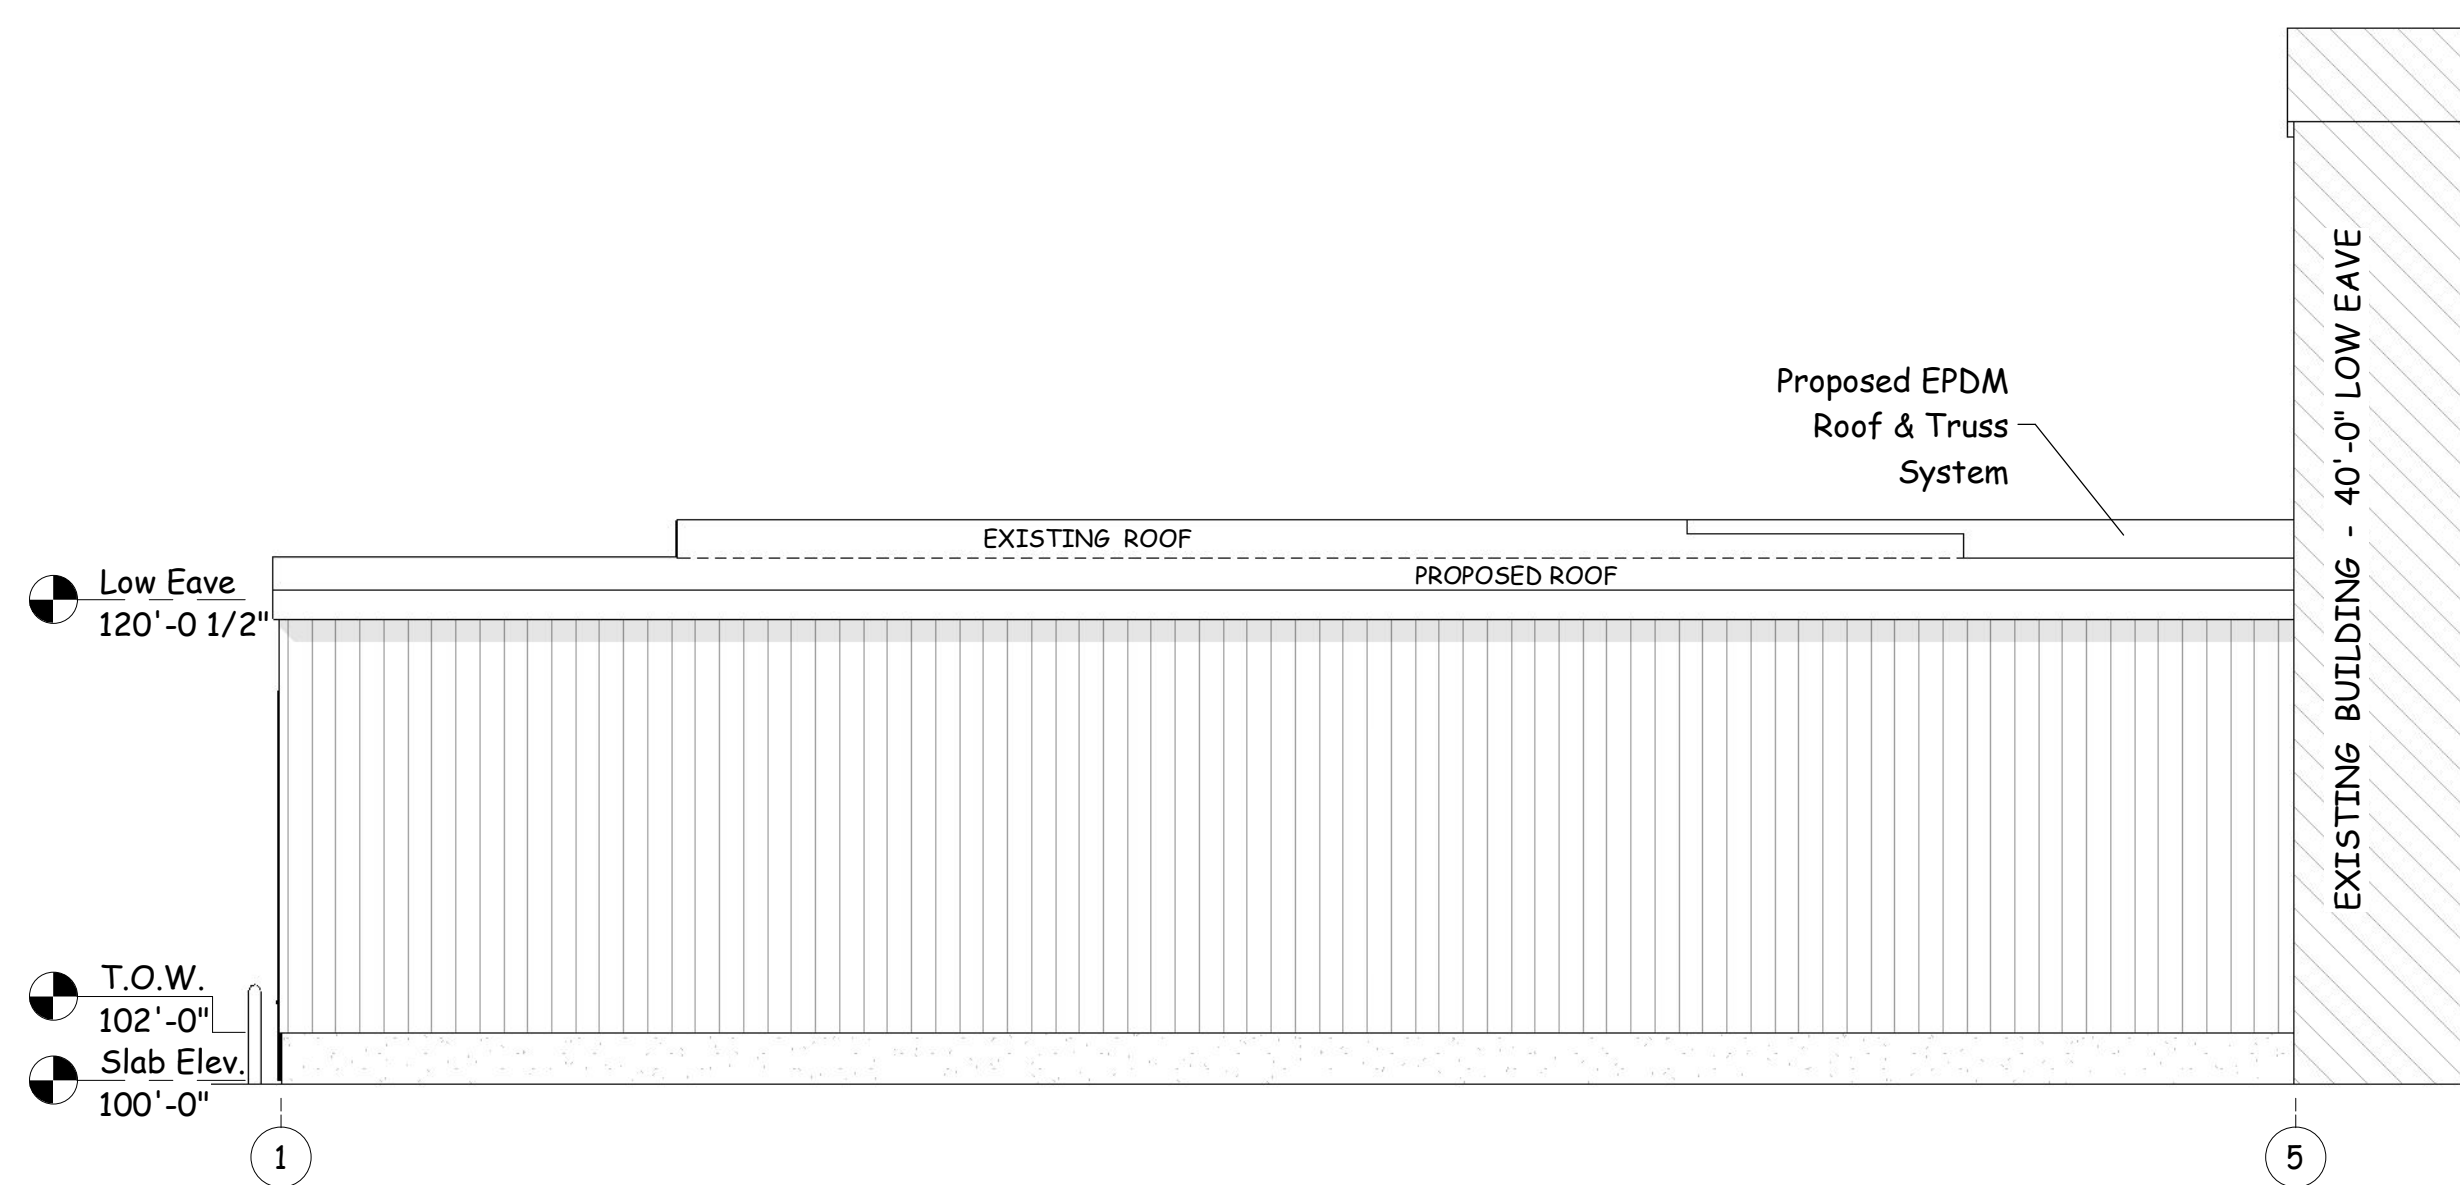 Proposed EPDM
Roof & Truss
System
EXISTING ROOF
PROPOSED ROOF
Low Eave
120'-0 1/2"
EXISTING BUILDING - 40'-0" LOW EAVE
T.O.W.
102'-0"
Slab Elev.
100'-0"
1
5